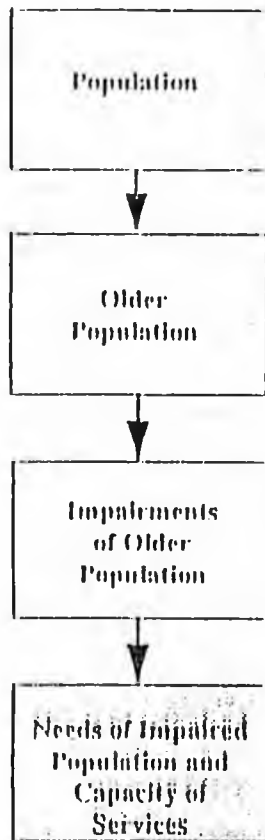 Population
Older
Population
Impairments
of Older
Population
Needs of Impaired
Population and
Capacity of
Services